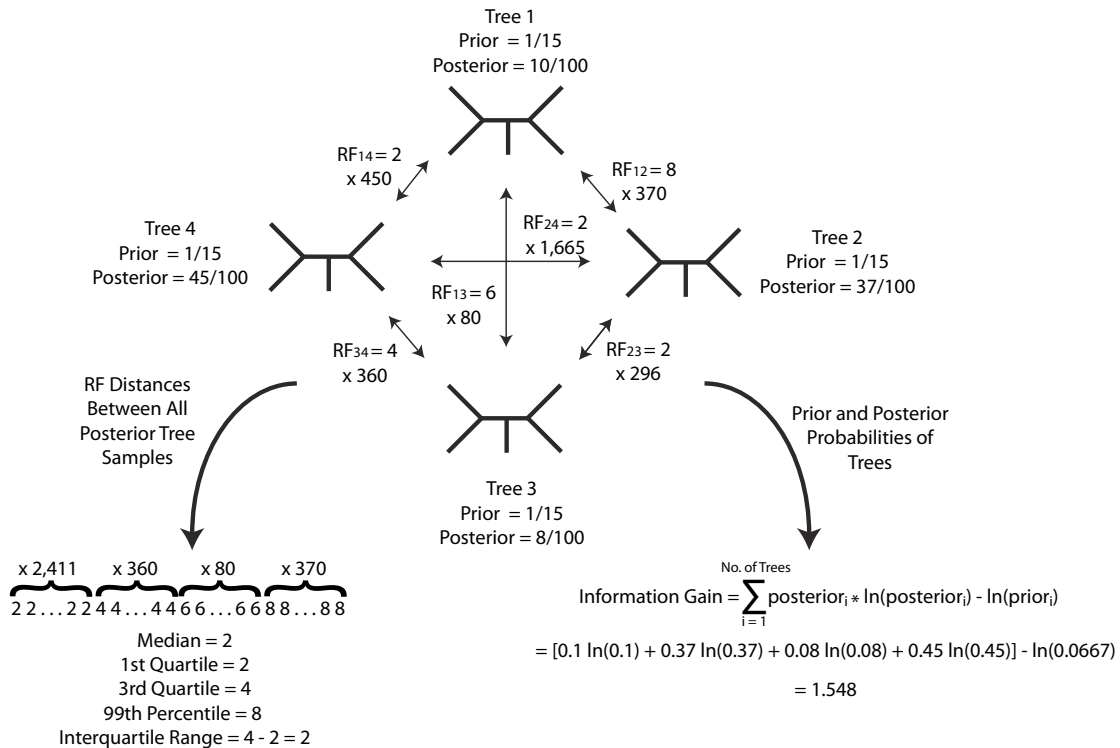 Tree 1
Prior = 1/15
Posterior = 10/100
RF14 = 2
x 450
RF12 = 8
x 370
Tree 4
Prior = 1/15
Posterior = 45/100
RF24 = 2
x 1,665
Tree 2
Prior = 1/15
Posterior = 37/100
RF13 = 6
x 80
RF34 = 4
x 360
RF23 = 2
x 296
RF Distances
Between All
Posterior Tree
Samples
Prior and Posterior
Probabilities of
Trees
Tree 3
Prior = 1/15
Posterior = 8/100
x 2,411 x 360 x 80 x 370
2 2 . . . 2 2 4 4 . . . 4 4 6 6 . . . 6 6 8 8 . . . 8 8
Median = 2
1st Quartile = 2
3rd Quartile = 4
99th Percentile = 8
Interquartile Range = 4 - 2 = 2
No. of Trees
Information Gain = ∑ posteriori * ln(posteriori) - ln(priori)
i = 1
= [0.1 ln(0.1) + 0.37 ln(0.37) + 0.08 ln(0.08) + 0.45 ln(0.45)] - ln(0.0667)
= 1.548